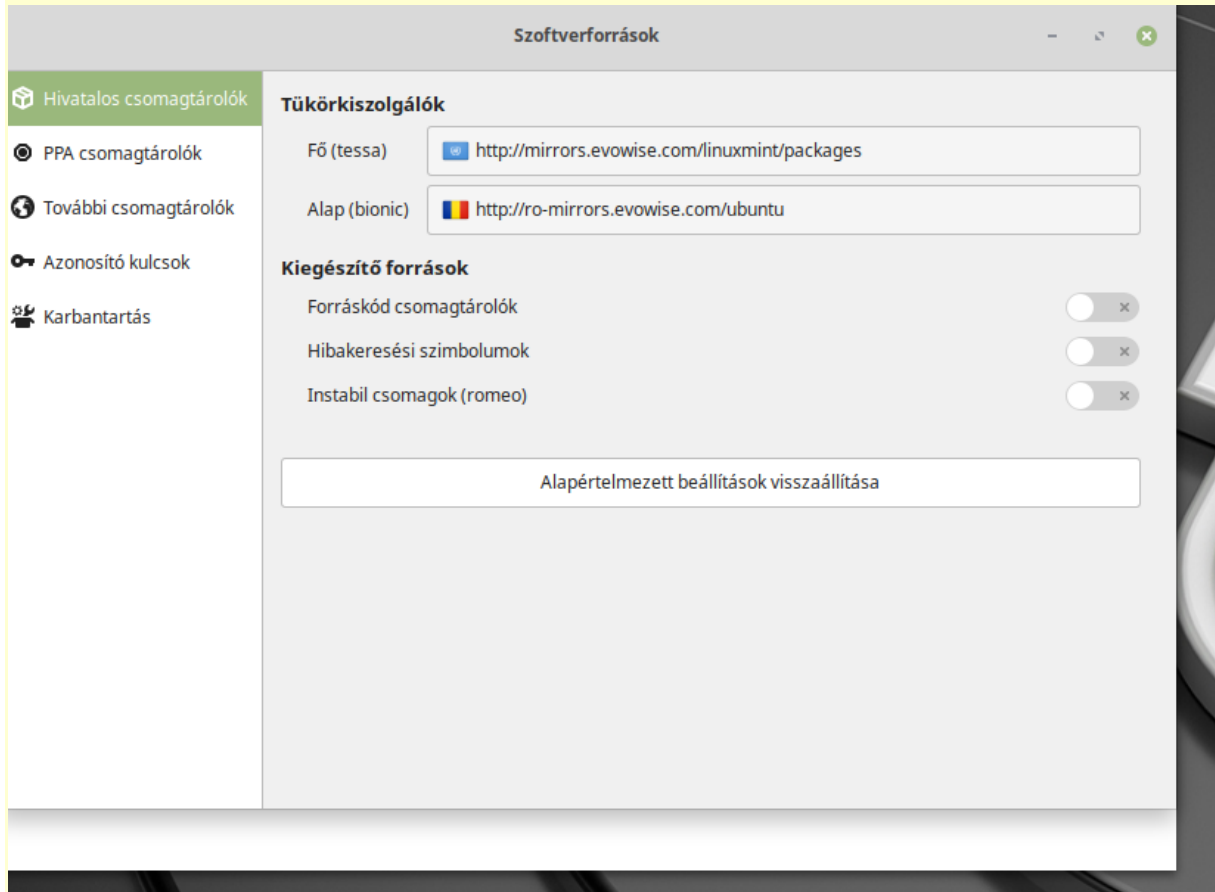 Szoftverforrások
Hivatalos csomagtárolók
PPA csomagtárolók
További csomagtárolók
Azonosító kulcsok
Karbantartás
Tükörkiszolgálók
Fő (tessa) http://mirrors.evowise.com/linuxmint/packages
Alap (bionic) http://ro-mirrors.evowise.com/ubuntu
Kiegészítő források
Forráskód csomagtárolók
Hibakeresési szimbolumok
Instabil csomagok (romeo)
Alapértelmezett beállítások visszaállítása